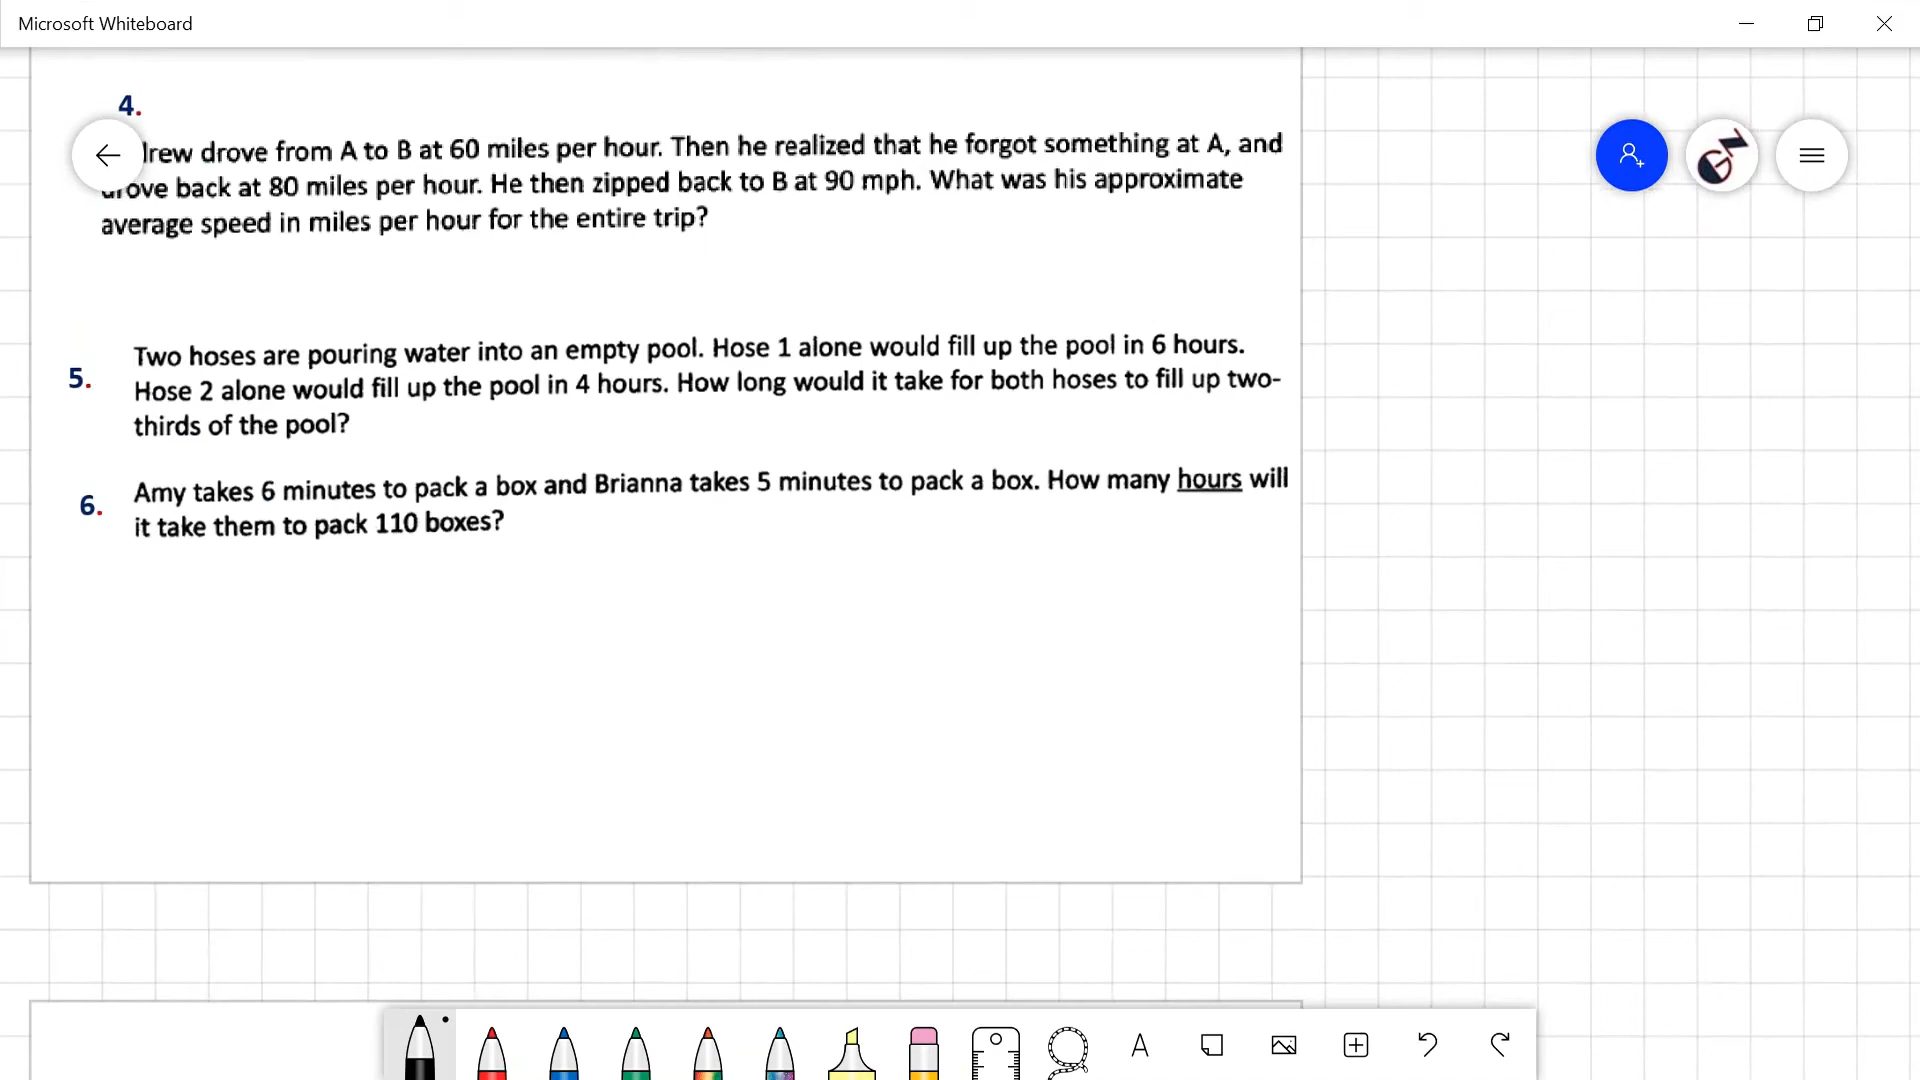 Microsoft Whiteboard
4.
drove from A to B at 60 miles per hour. Then he realized that he forgot something at A, and
drove back at 80 miles per hour. He then zipped back to B at 90 mph. What was his approximate
average speed in miles per hour for the entire trip?
Two hoses are pouring water into an empty pool. Hose 1 alone would fill up the pool in 6 hours.
5. Hose 2 alone would fill up the pool in 4 hours. How long would it take for both hoses to fill up two-
thirds of the pool?
6. Amy takes 6 minutes to pack a box and Brianna takes 5 minutes to pack a box. How many hours will
it take them to pack 110 boxes?
A